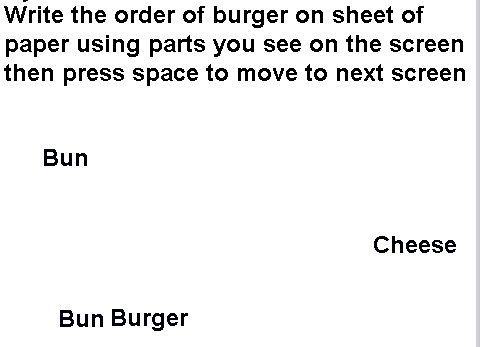 Write the order of burger on sheet of
paper using parts you see on the screen
then press space to move to next screen
Bun
Cheese
Bun Burger